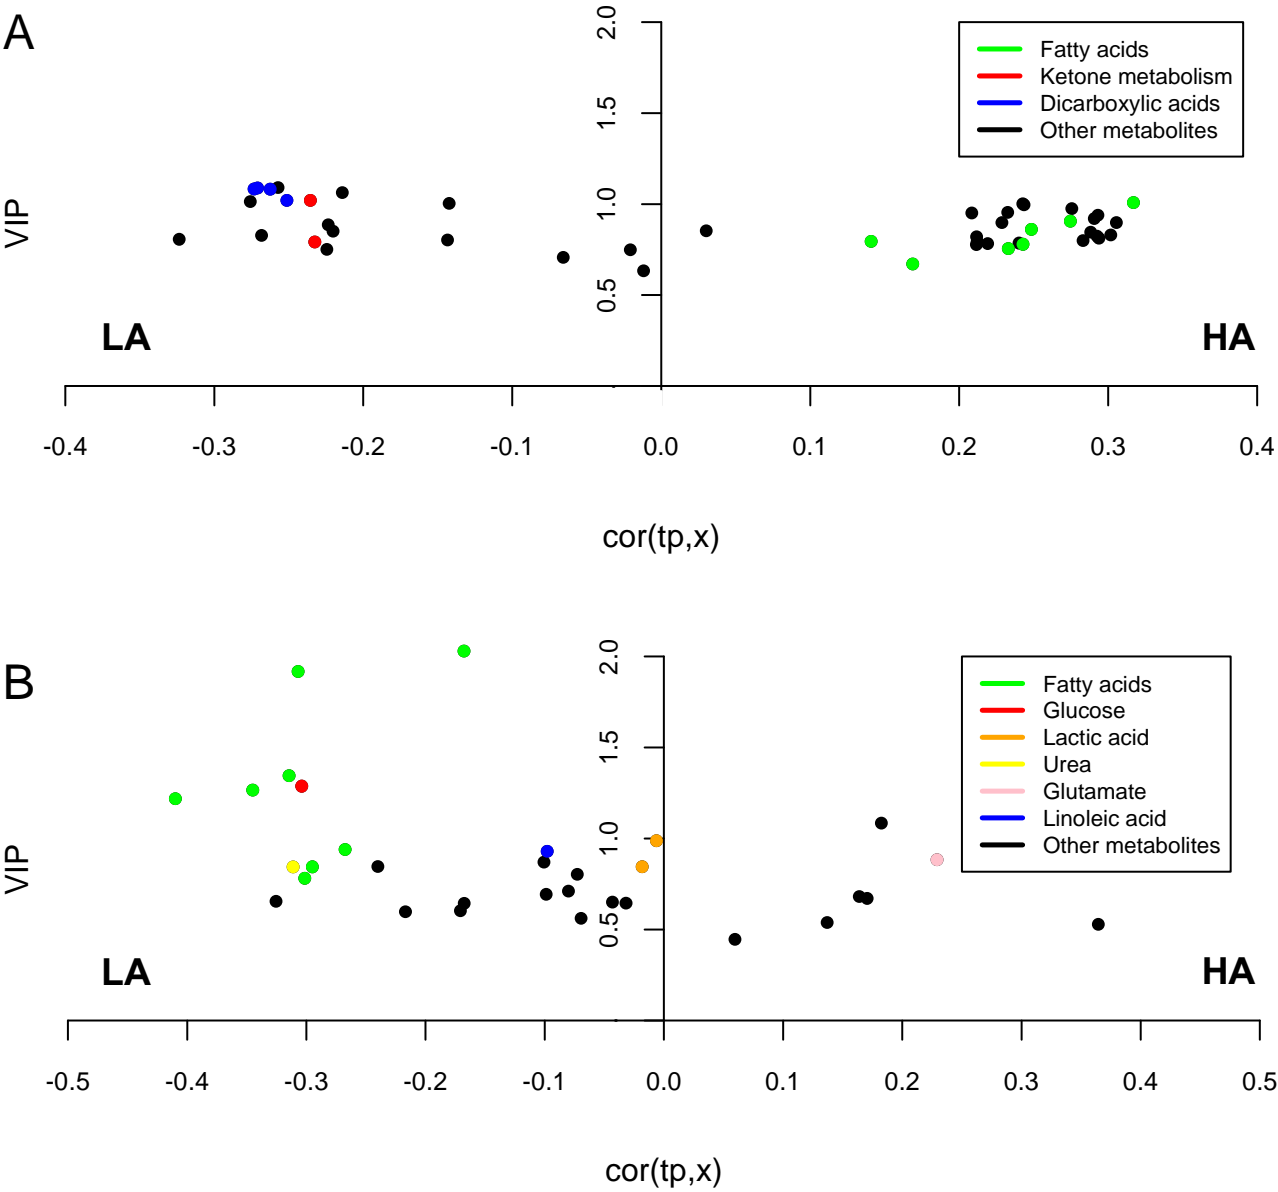 A
2.0
1.5
1.0
0.5
VIP
Fatty acids
Ketone metabolism
Dicarboxylic acids
Other metabolites
LA
HA
-0.4 -0.3 -0.2 -0.1 0.0 0.1 0.2 0.3 0.4
cor(tp,x)
B
2.0
1.5
1.0
0.5
VIP
Fatty acids
Glucose
Lactic acid
Urea
Glutamate
Linoleic acid
Other metabolites
LA
HA
-0.5 -0.4 -0.3 -0.2 -0.1 0.0 0.1 0.2 0.3 0.4 0.5
cor(tp,x)